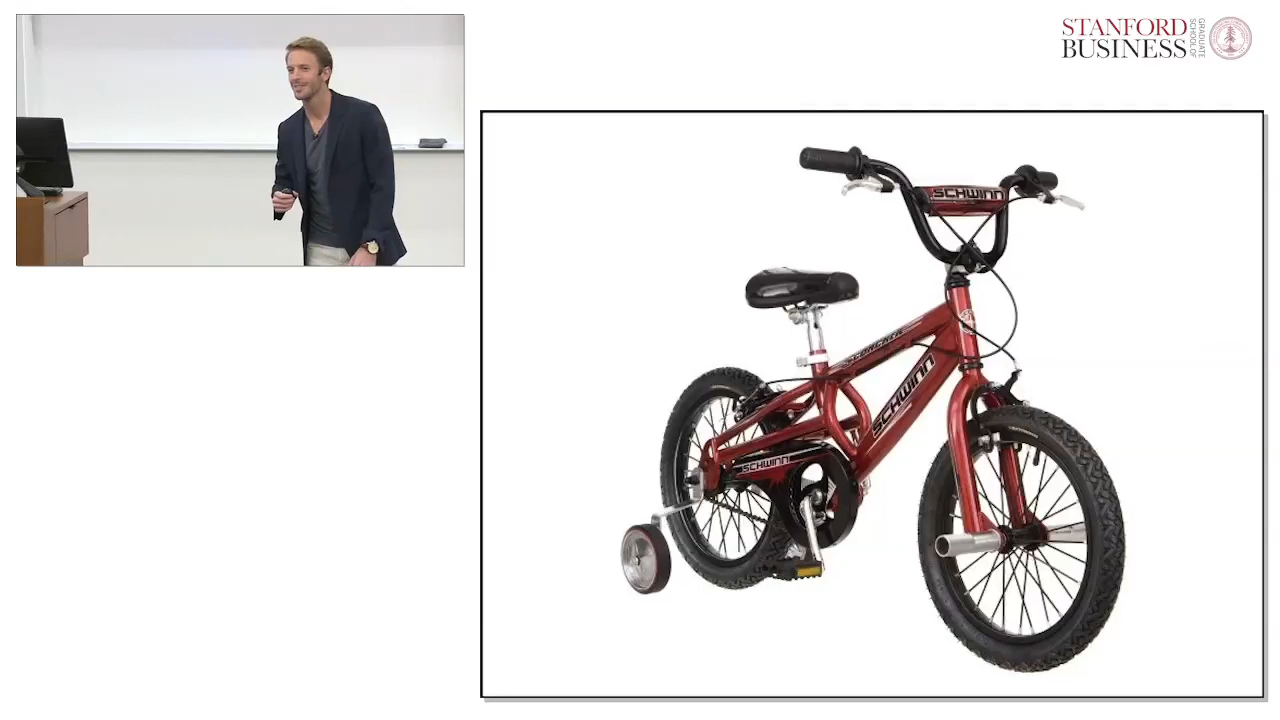 STANFORD
BUSINESS
GRADUATE
SCHOOL OF
SCHWINN
SCHWINN
SCHWINN